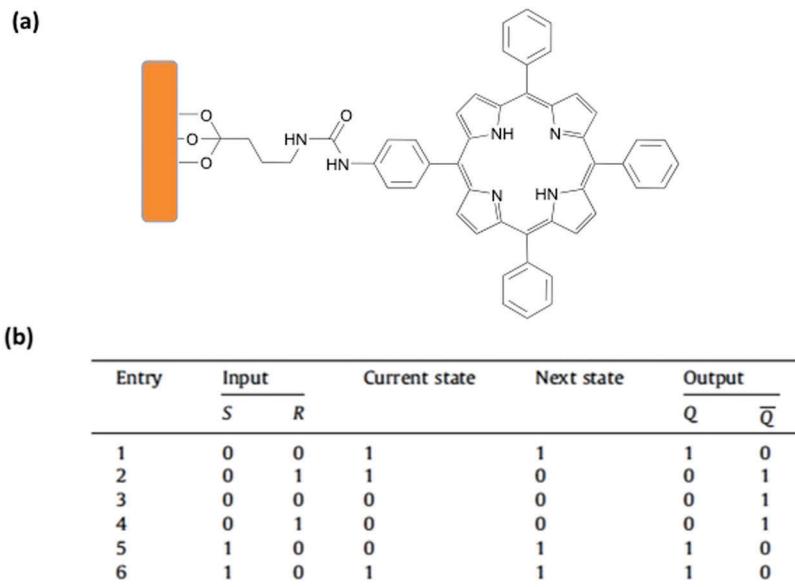 (a)
O
O
O
HN
O
NH
NH
N
N
HN
(b)
Entry Input Current state Next state Output
S R Q Q̅
1 0 0 1 1 1 0
2 0 1 1 0 0 1
3 0 0 0 0 0 1
4 0 1 0 0 0 1
5 1 0 0 1 1 0
6 1 0 1 1 1 0